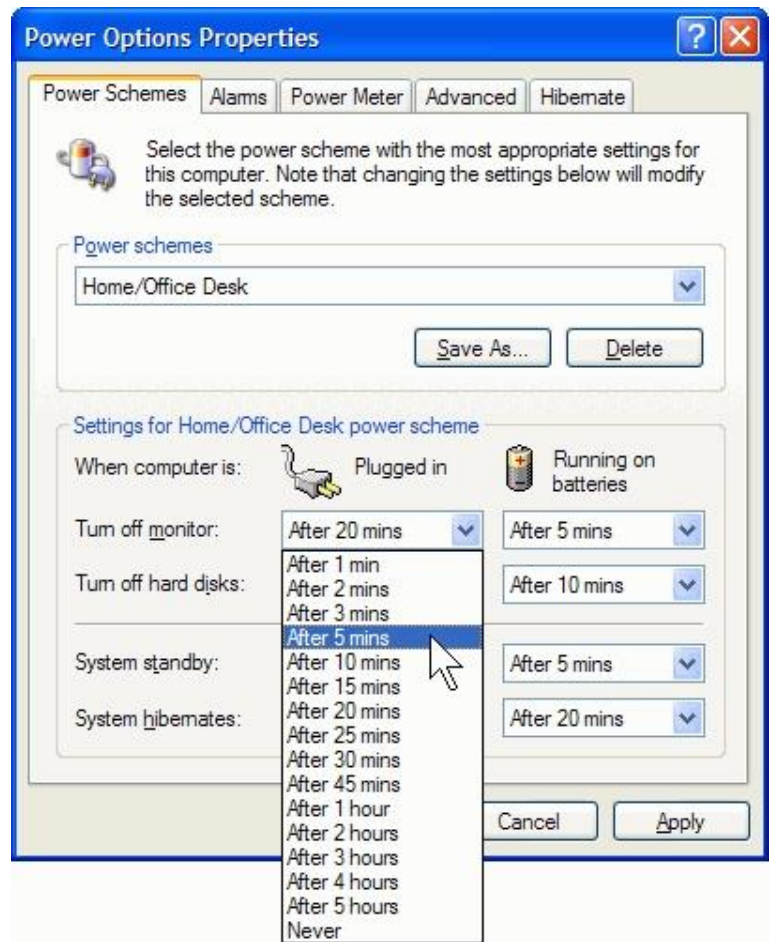 Power Options Properties
Power Schemes Alarms Power Meter Advanced Hibernate
Select the power scheme with the most appropriate settings for
this computer. Note that changing the settings below will modify
the selected scheme.
Power schemes
Home/Office Desk
Save As... Delete
Settings for Home/Office Desk power scheme
When computer is: Plugged in Running on
batteries
Turn off monitor: After 20 mins After 5 mins
Turn off hard disks: After 10 mins
System standby: After 5 mins
System hibernates: After 20 mins
After 1 min
After 2 mins
After 3 mins
After 5 mins
After 10 mins
After 15 mins
After 20 mins
After 25 mins
After 30 mins
After 45 mins
After 1 hour
After 2 hours
After 3 hours
After 4 hours
After 5 hours
Never
Cancel Apply